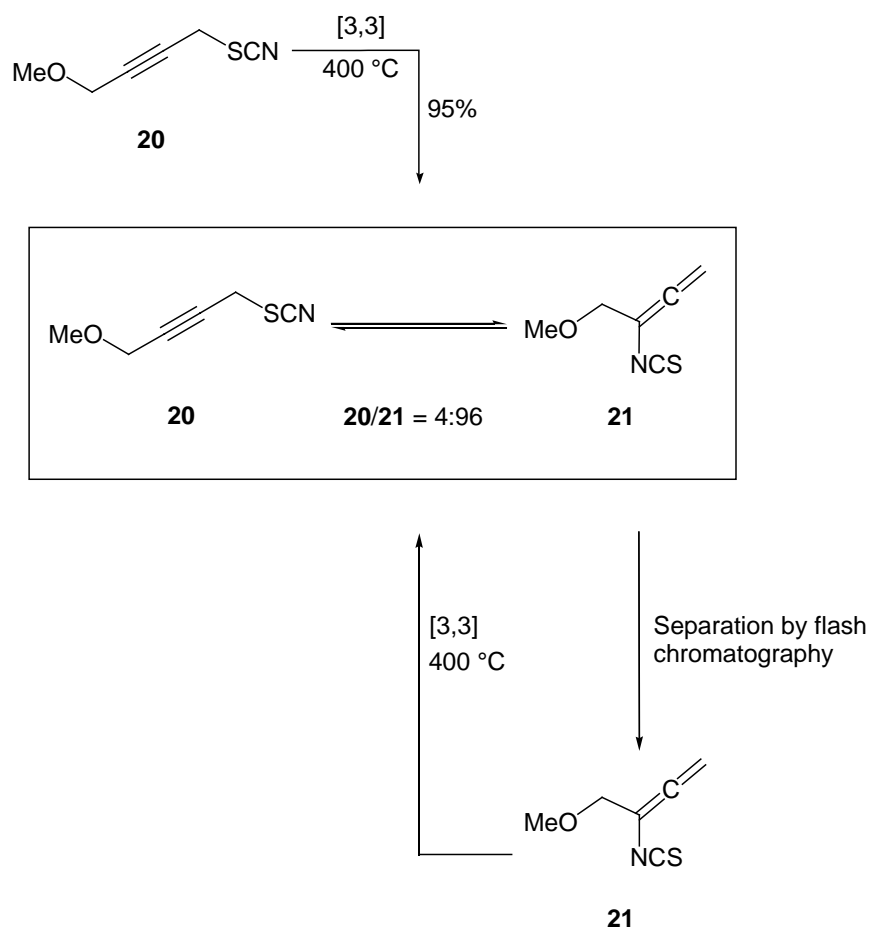 [3,3]
SCN
400 °C
MeO
95%
20
C
SCN
MeO
MeO
NCS
20
20/21 = 4:96
21
[3,3]
Separation by flash
400 °C
chromatography
C
MeO
NCS
21